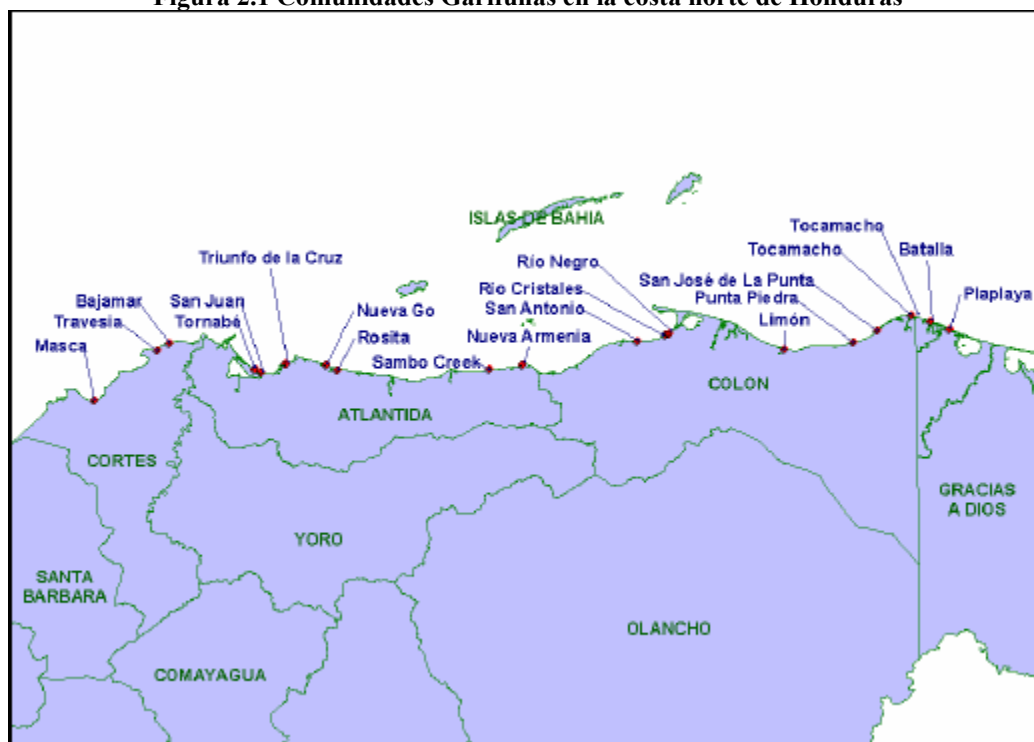 Figura 2.1 Comunidades Garífunas en la costa norte de Honduras
ISLAS DE BAHIA
Tocamacho
Tocamacho
Batalla
Plaplaya
Triunfo de la Cruz
Río Negro
San José de La Punta
Río Cristales
Punta Piedra
San Antonio
Limón
Bajamar
San Juan
Nueva Go
Travesia
Tornabé
Rosita
Nueva Armenia
Masca
Sambo Creek
COLON
ATLANTIDA
CORTES
GRACIAS
A DIOS
YORO
SANTA
BARBARA
OLANCHO
COMAYAGUA